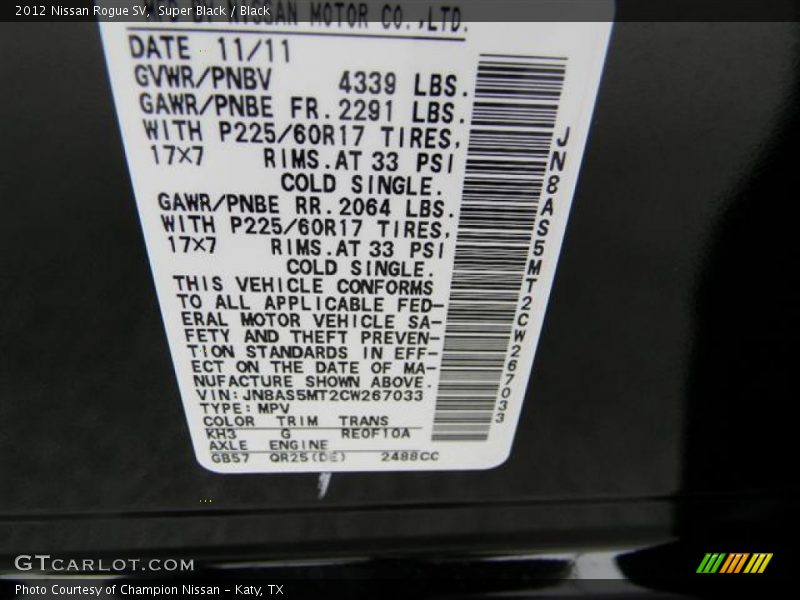 2012 Nissan Rogue SV, Super Black / Black
MFG BY NISSAN MOTOR CO.,LTD.
DATE 11/11
GVWR/PNBV 4339 LBS.
GAWR/PNBE FR.2291 LBS.
WITH P225/60R17 TIRES,
17X7 RIMS.AT 33 PSI
COLD SINGLE.
GAWR/PNBE RR.2064 LBS.
WITH P225/60R17 TIRES,
17X7 RIMS.AT 33 PSI
COLD SINGLE.
THIS VEHICLE CONFORMS
TO ALL APPLICABLE FED-
ERAL MOTOR VEHICLE SA-
FETY AND THEFT PREVEN-
TION STANDARDS IN EFF-
ECT ON THE DATE OF MA-
NUFACTURE SHOWN ABOVE.
VIN:JN8AS5MT2CW267033
TYPE:MPV
COLOR TRIM TRANS
KH3 G RE0F10A
AXLE ENGINE
GB57 QR25(DE) 2488CC
JN8AS5MT2CW267033
GTCARLOT.COM
Photo Courtesy of Champion Nissan - Katy, TX